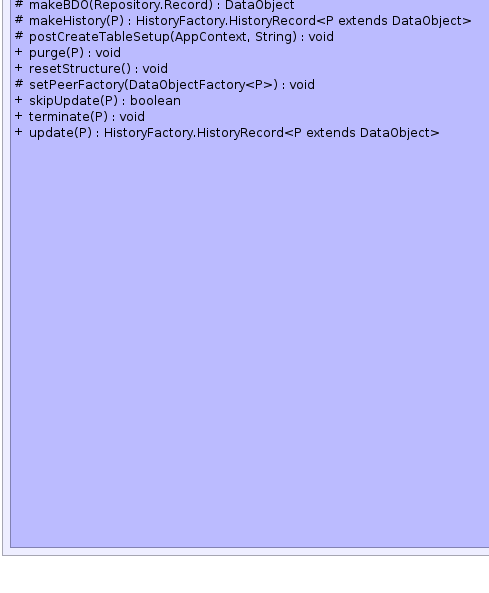 # makeBDO(Repository.Record) : DataObject
# makeHistory(P) : HistoryFactory.HistoryRecord<P extends DataObject>
# postCreateTableSetup(AppContext, String) : void
+ purge(P) : void
+ resetStructure() : void
# setPeerFactory(DataObjectFactory<P>) : void
+ skipUpdate(P) : boolean
+ terminate(P) : void
+ update(P) : HistoryFactory.HistoryRecord<P extends DataObject>